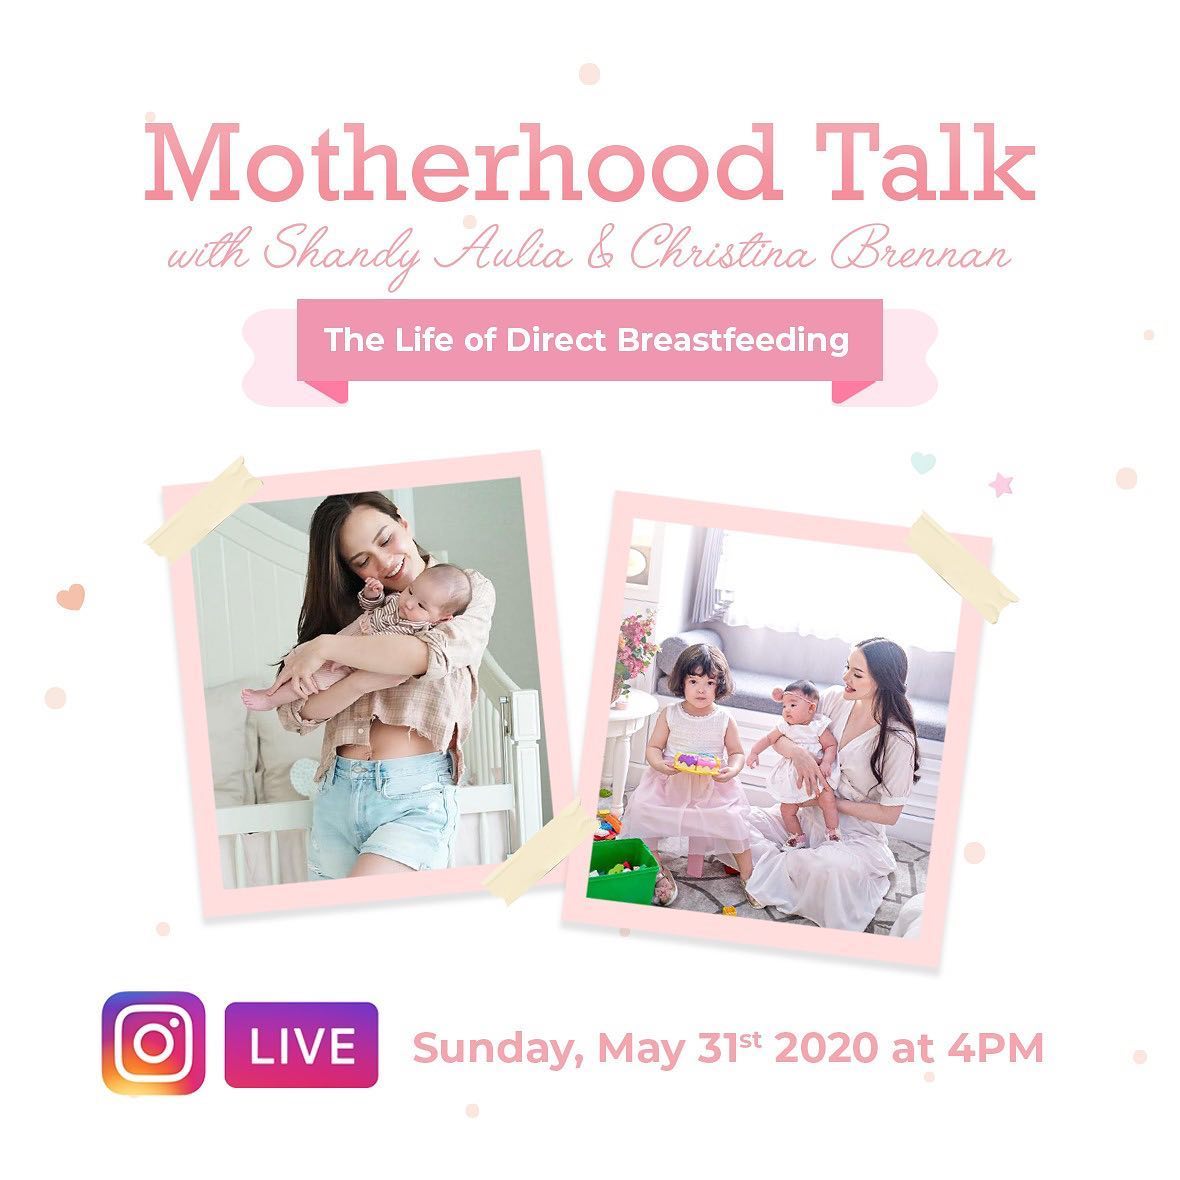 Motherhood Talk
with Shandy Aulia & Christina Brennan
The Life of Direct Breastfeeding
LIVE
Sunday, May 31st 2020 at 4PM